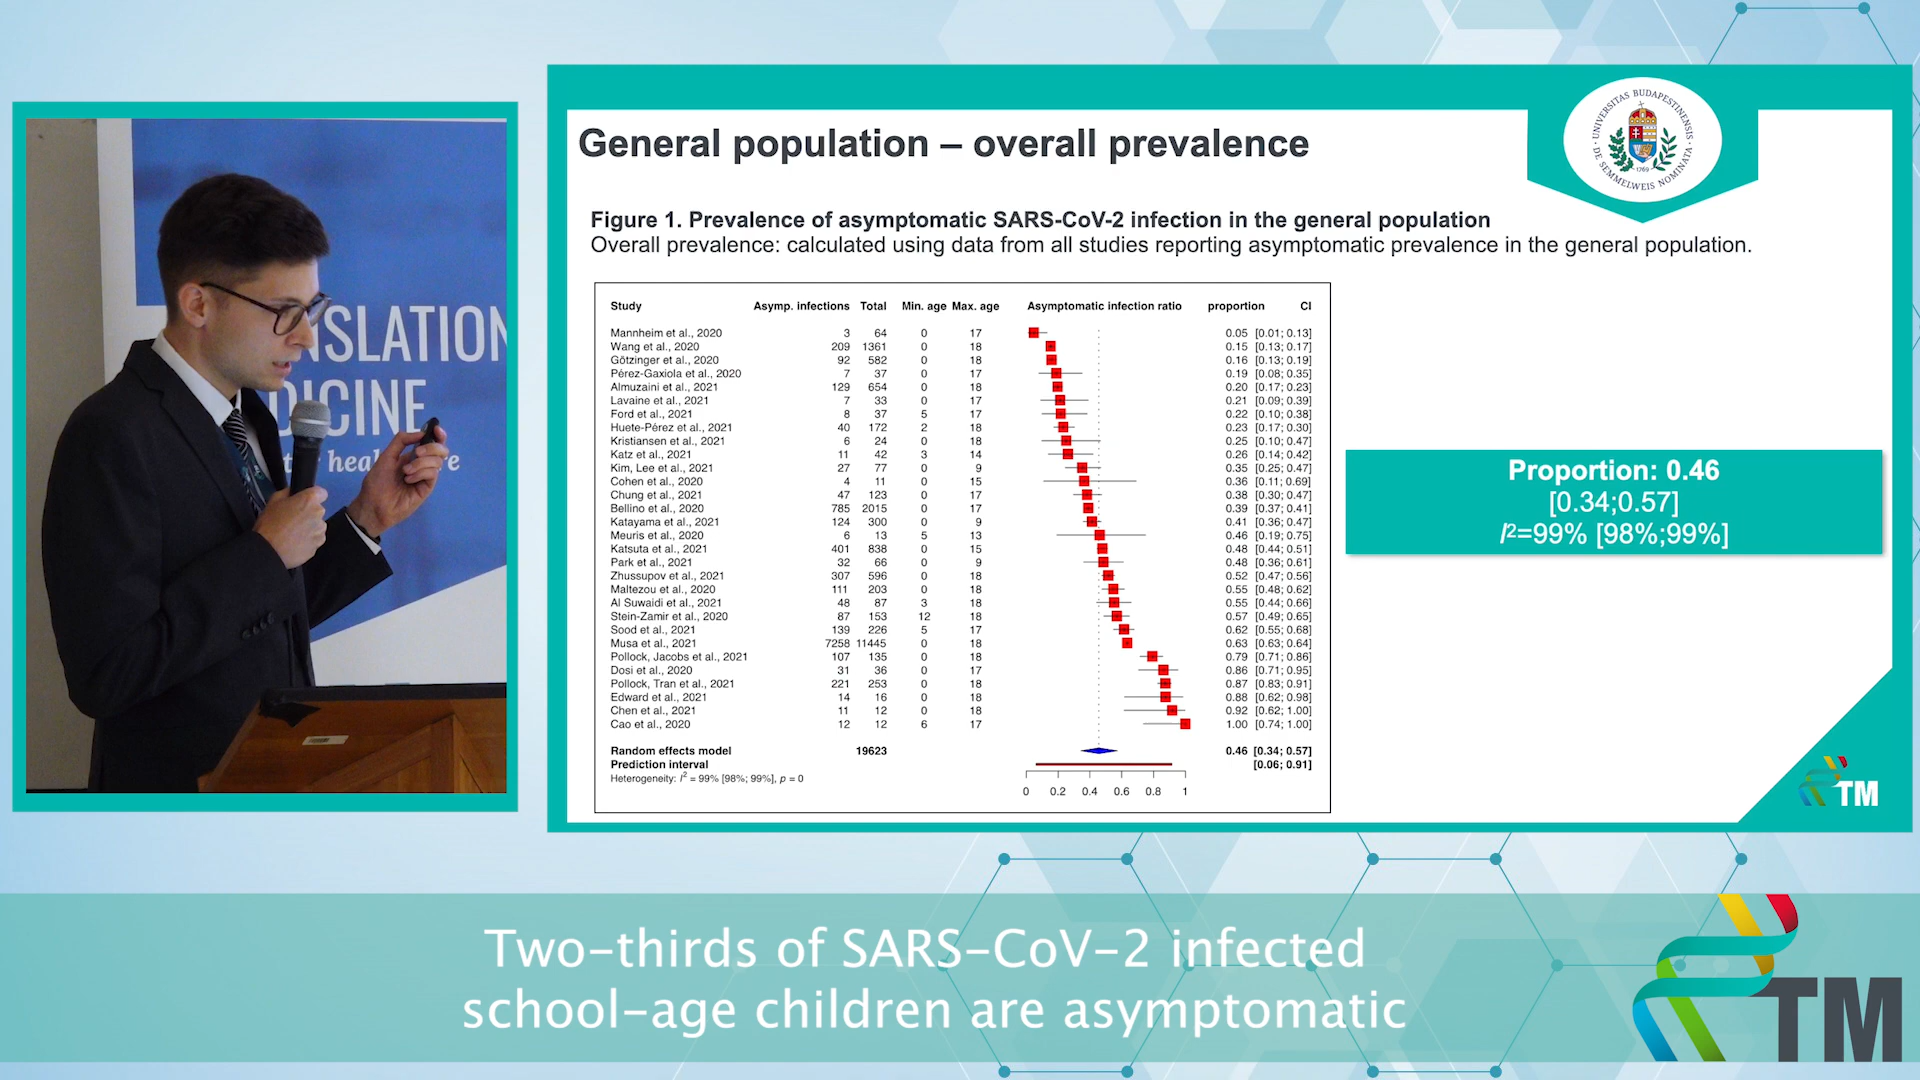 NSLATION
DICINE
General population – overall prevalence
UNIVERSITAS BUDAPESTINENSIS
DE SEMMELWEIS NOMINATA
1769
Figure 1. Prevalence of asymptomatic SARS-CoV-2 infection in the general population
Overall prevalence: calculated using data from all studies reporting asymptomatic prevalence in the general population.
Study Asymp. infections Total Min. age Max. age Asymptomatic infection ratio proportion CI
Mannheim et al., 2020 3 64 0 17 0.05 [0.01; 0.13]
Wang et al., 2020 209 1361 0 18 0.15 [0.13; 0.17]
Götzinger et al., 2020 92 582 0 18 0.16 [0.13; 0.19]
Pérez-Gaxiola et al., 2020 7 37 0 17 0.19 [0.08; 0.35]
Almuzaini et al., 2021 129 654 0 18 0.20 [0.17; 0.23]
Lavaine et al., 2021 7 33 0 17 0.21 [0.09; 0.39]
Ford et al., 2021 8 37 5 17 0.22 [0.10; 0.38]
Huete-Pérez et al., 2021 40 172 2 18 0.23 [0.17; 0.30]
Kristiansen et al., 2021 6 24 0 18 0.25 [0.10; 0.47]
Katz et al., 2021 11 42 3 14 0.26 [0.14; 0.42]
Kim, Lee et al., 2021 27 77 0 9 0.35 [0.25; 0.47]
Cohen et al., 2020 4 11 0 15 0.36 [0.11; 0.69]
Chung et al., 2021 47 123 0 17 0.38 [0.30; 0.47]
Bellino et al., 2020 785 2015 0 17 0.39 [0.37; 0.41]
Katayama et al., 2021 124 300 0 9 0.41 [0.36; 0.47]
Meuris et al., 2020 6 13 5 13 0.46 [0.19; 0.75]
Katsuta et al., 2021 401 838 0 15 0.48 [0.44; 0.51]
Park et al., 2021 32 66 0 9 0.48 [0.36; 0.61]
Zhussupov et al., 2021 307 596 0 18 0.52 [0.47; 0.56]
Maltezou et al., 2020 111 203 0 18 0.55 [0.48; 0.62]
Al Suwaidi et al., 2021 48 87 3 18 0.55 [0.44; 0.66]
Stein-Zamir et al., 2020 87 153 12 18 0.57 [0.49; 0.65]
Sood et al., 2021 139 226 5 17 0.62 [0.55; 0.68]
Musa et al., 2021 7258 11445 0 18 0.63 [0.63; 0.64]
Pollock, Jacobs et al., 2021 107 135 0 18 0.79 [0.71; 0.86]
Dosi et al., 2020 31 36 0 17 0.86 [0.71; 0.95]
Pollock, Tran et al., 2021 221 253 0 18 0.87 [0.83; 0.91]
Edward et al., 2021 14 16 0 18 0.88 [0.62; 0.98]
Chen et al., 2021 11 12 0 18 0.92 [0.62; 1.00]
Cao et al., 2020 12 12 6 17 1.00 [0.74; 1.00]
Random effects model 19623 0.46 [0.34; 0.57]
Prediction interval [0.06; 0.91]
Heterogeneity: I² = 99% [98%; 99%], p = 0
0 0.2 0.4 0.6 0.8 1
Proportion: 0.46
[0.34;0.57]
I²=99% [98%;99%]
TM
Two-thirds of SARS-CoV-2 infected
school-age children are asymptomatic
TM